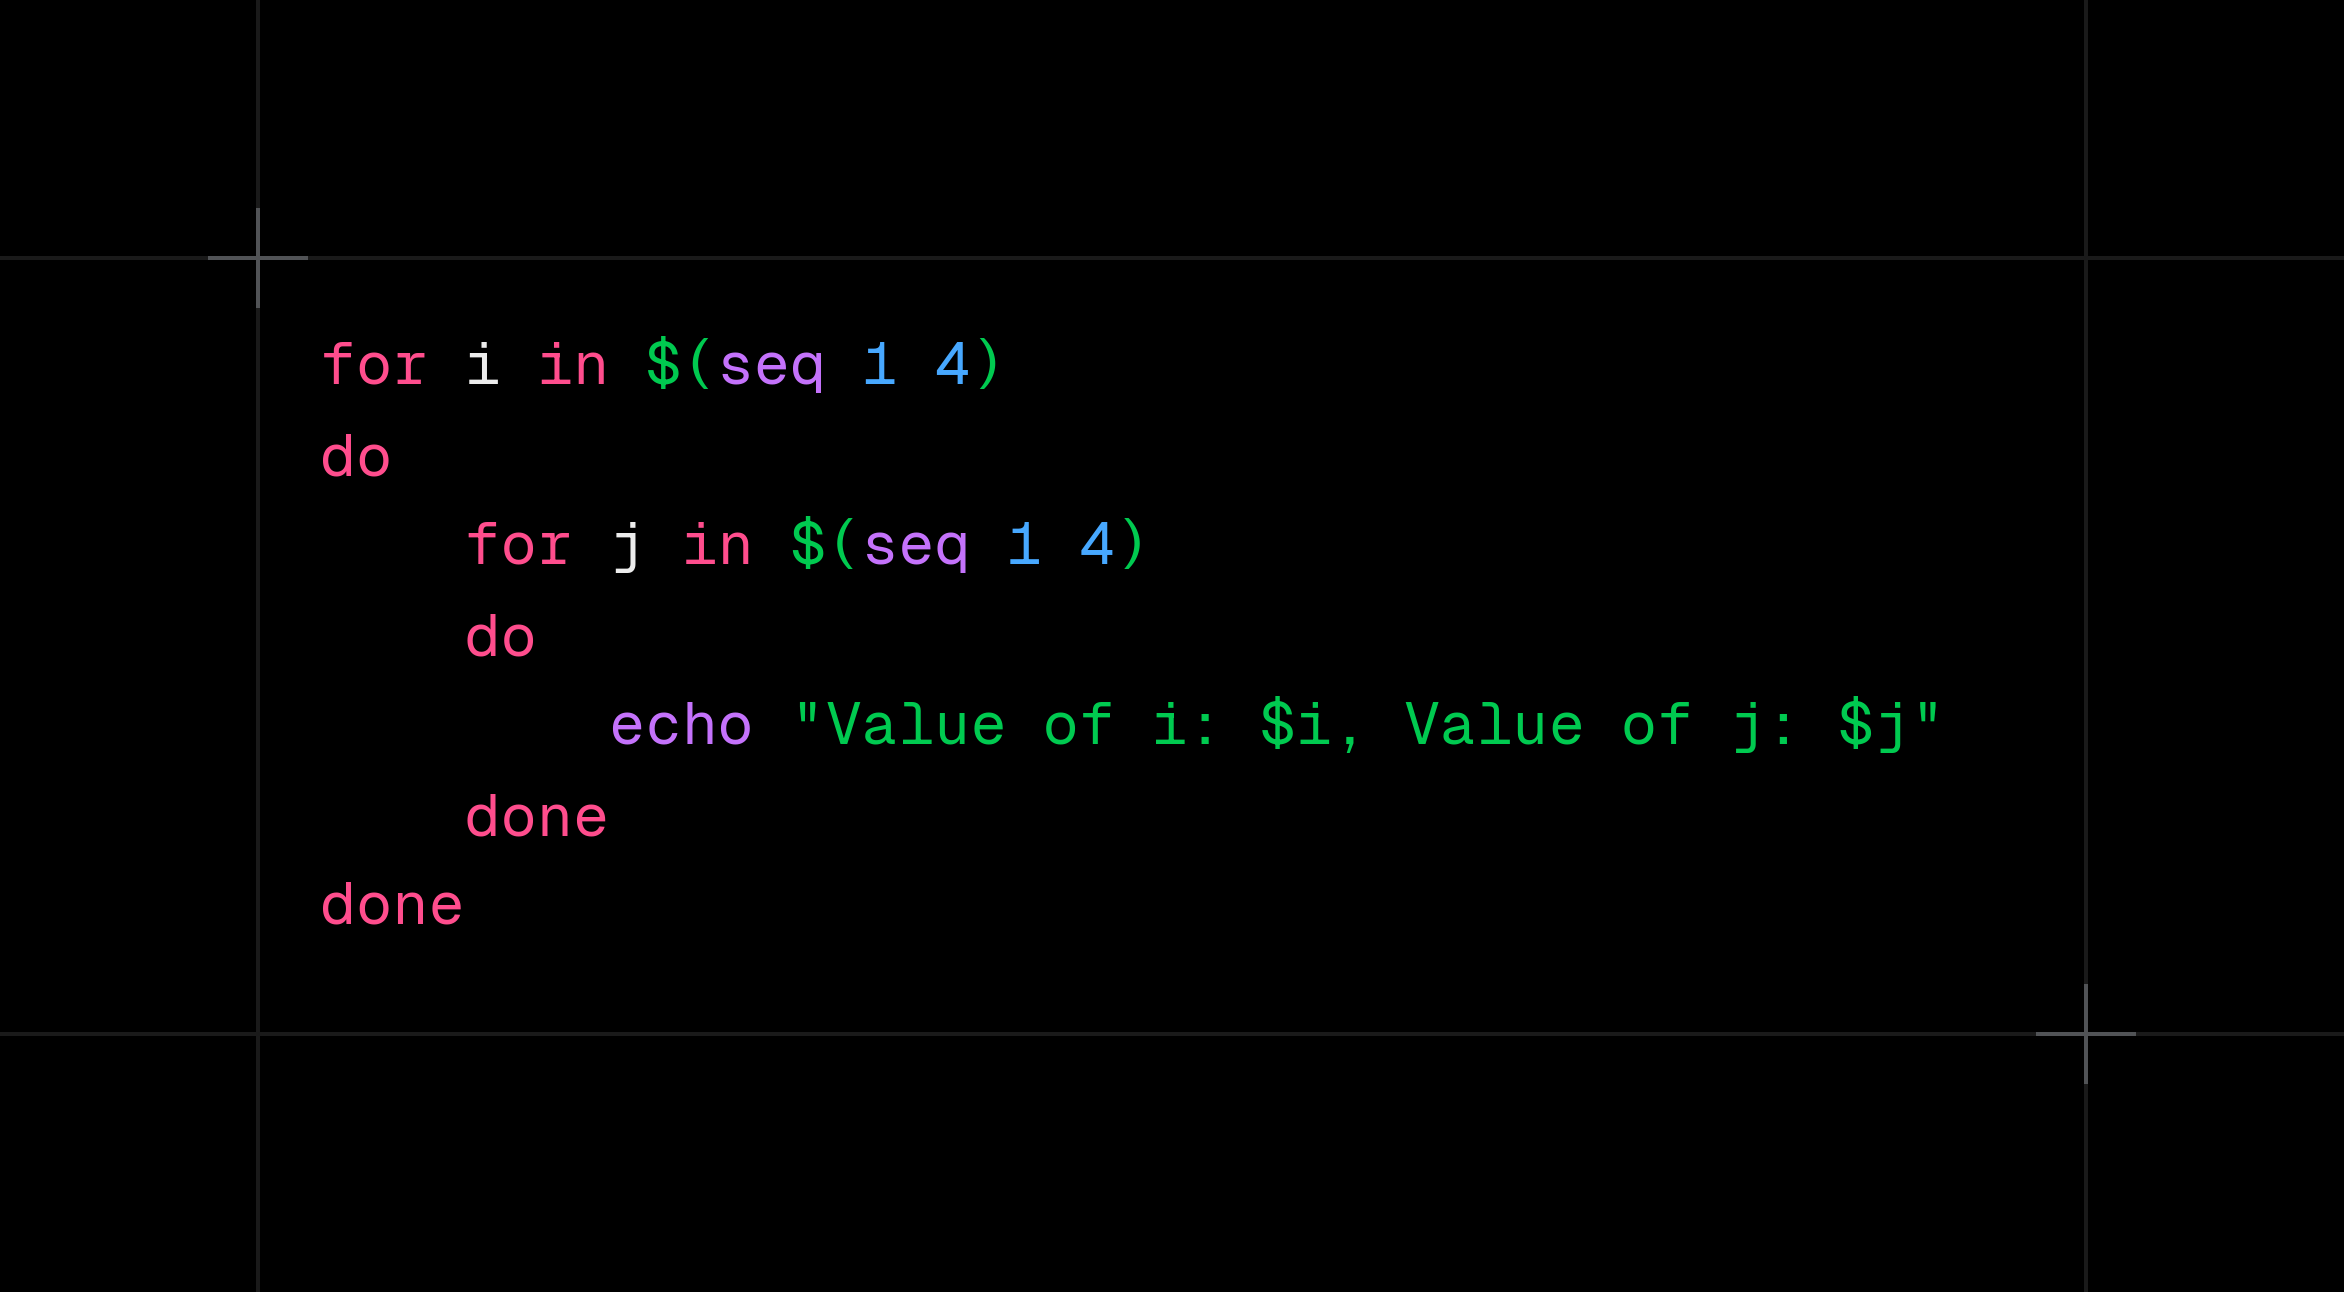 for i in $(seq 1 4)
do
    for j in $(seq 1 4)
    do
        echo "Value of i: $i, Value of j: $j"
    done
done